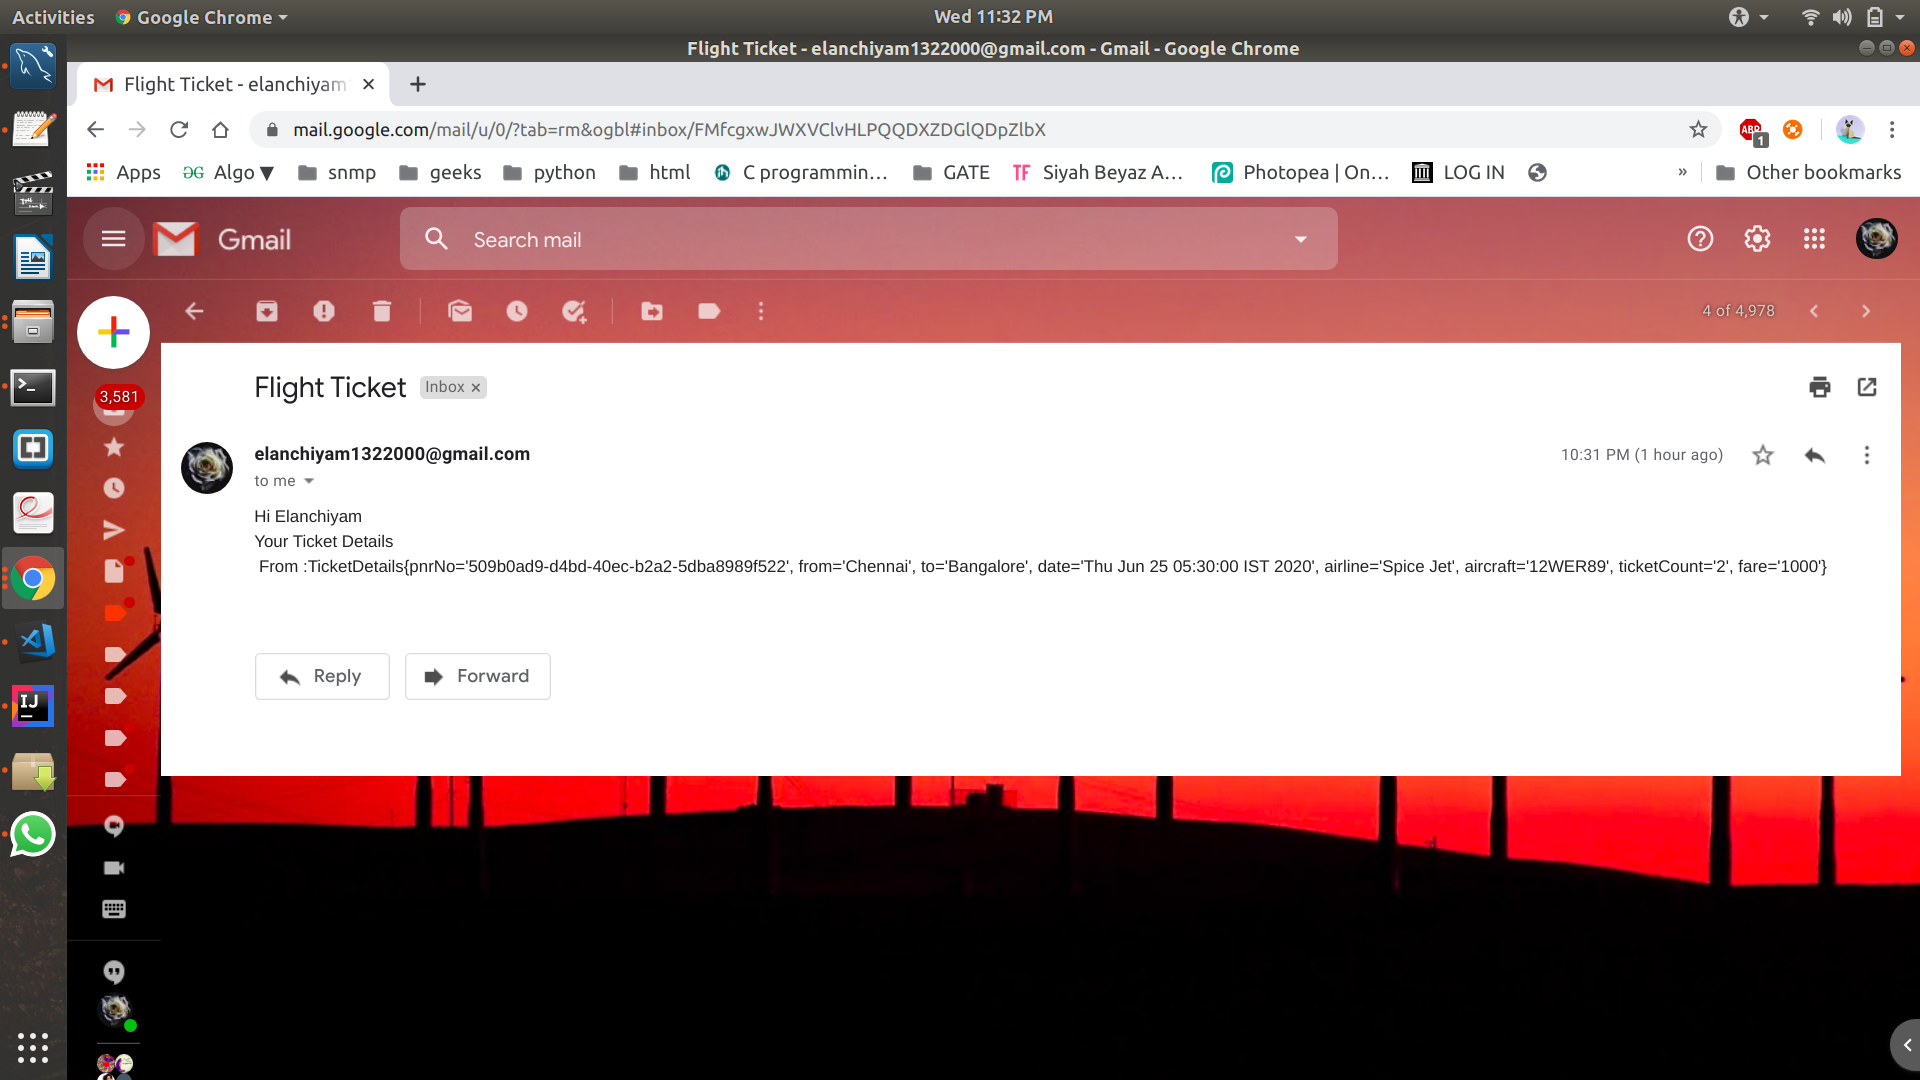 Activities Google Chrome Wed 11:32 PM
Flight Ticket - elanchiyam1322000@gmail.com - Gmail - Google Chrome
Flight Ticket - elanchiyam
mail.google.com/mail/u/0/?tab=rm&ogbl#inbox/FMfcgxwJWXVClvHLPQQDXZDGlQDpZlbX
ABP 1
Apps Algo ▼ snmp geeks python html C programmin... GATE TF Siyah Beyaz A... Photopea | On... LOG IN » Other bookmarks
Gmail Search mail
4 of 4,978
Flight Ticket Inbox x
3,581
elanchiyam1322000@gmail.com 10:31 PM (1 hour ago)
to me
Hi Elanchiyam
Your Ticket Details
From :TicketDetails{pnrNo='509b0ad9-d4bd-40ec-b2a2-5dba8989f522', from='Chennai', to='Bangalore', date='Thu Jun 25 05:30:00 IST 2020', airline='Spice Jet', aircraft='12WER89', ticketCount='2', fare='1000'}
Reply Forward
IJ